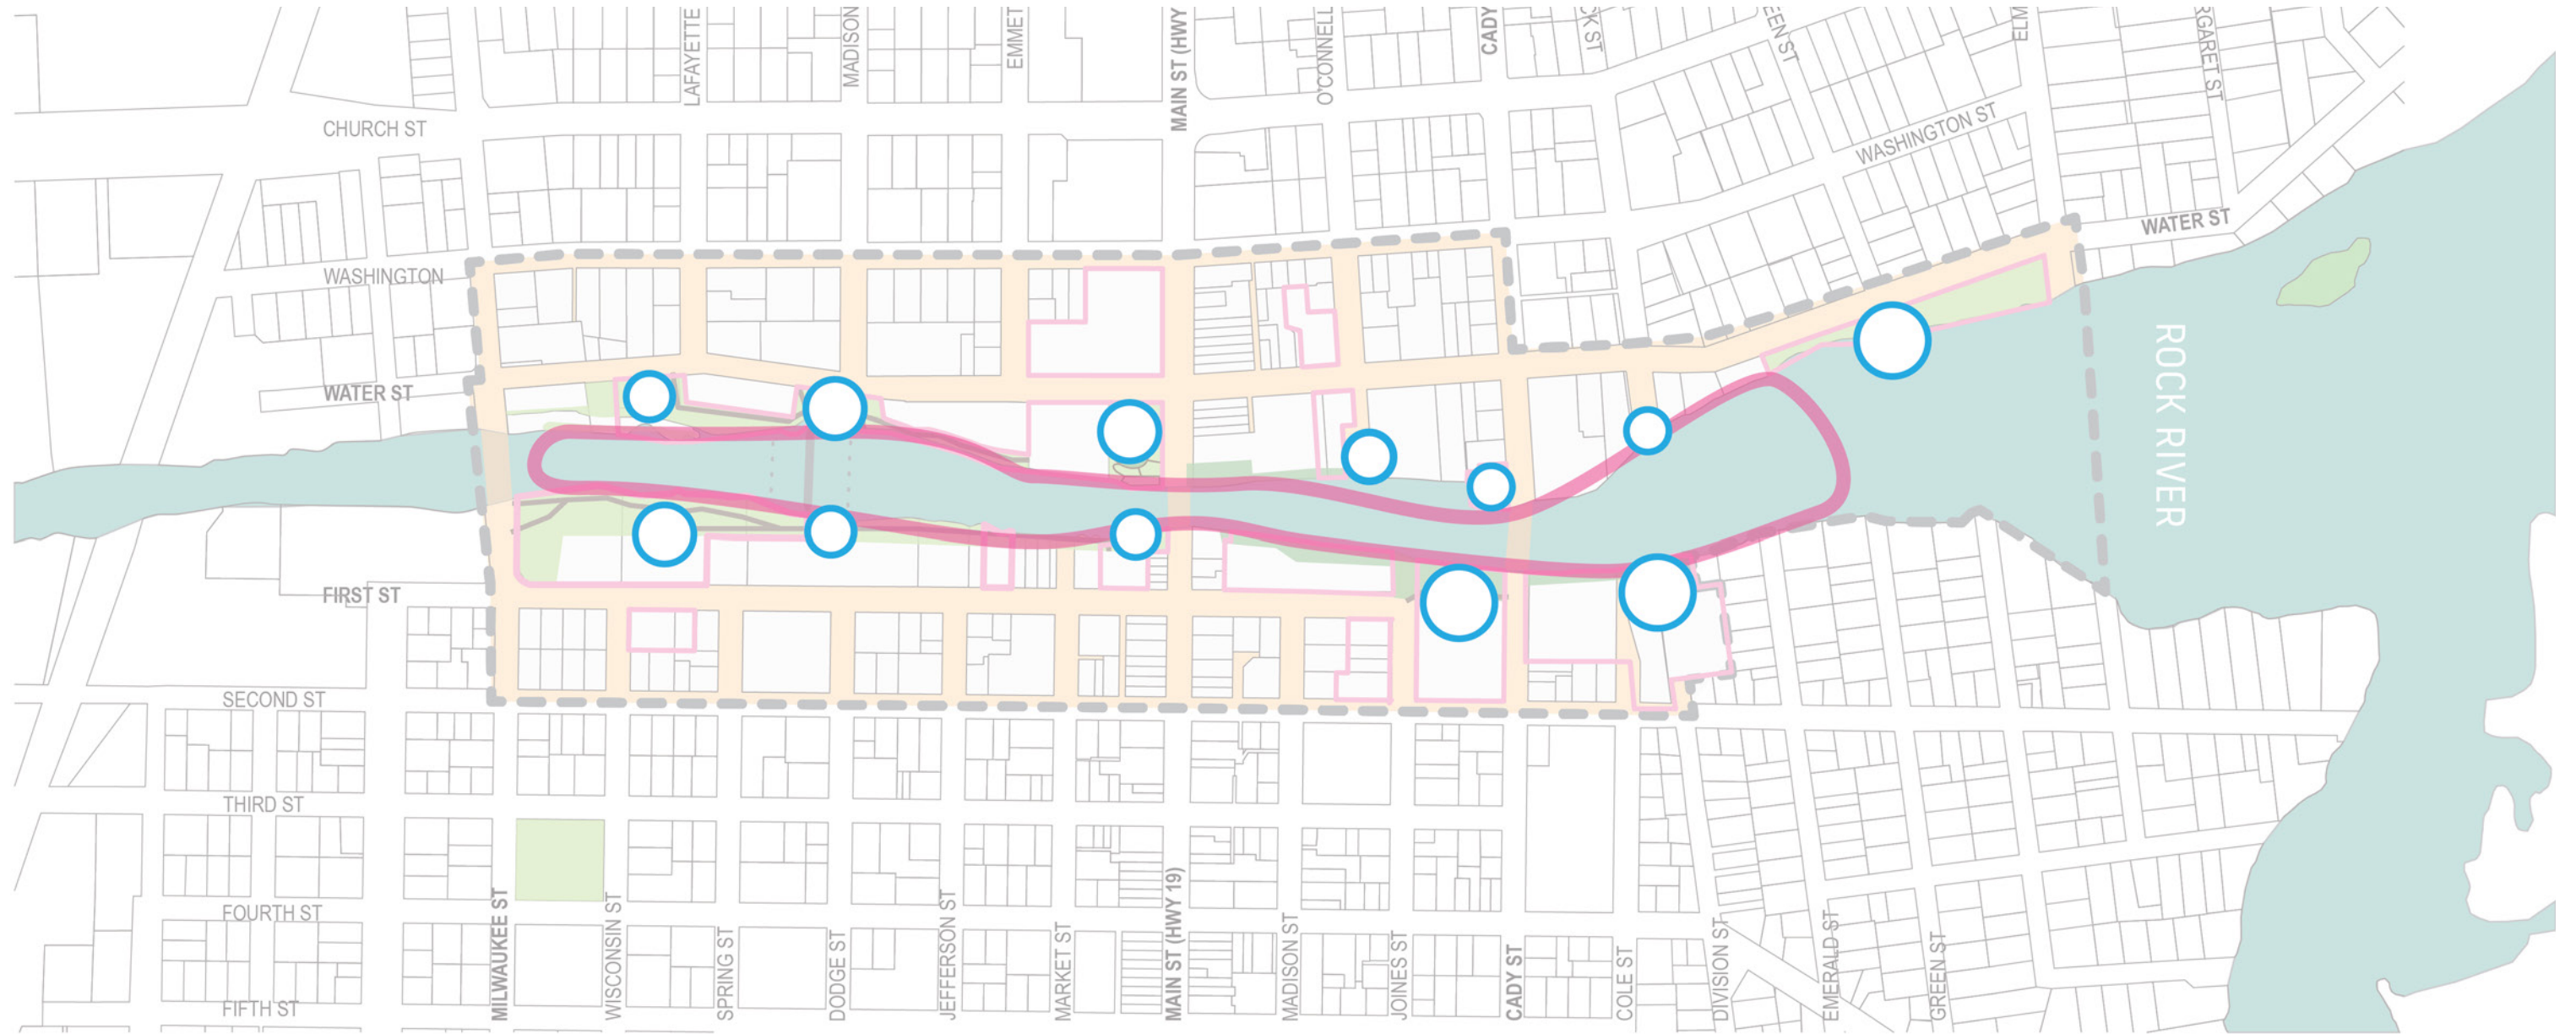 LAFAYETTE
MADISON
EMMET
MAIN ST (HWY
O'CONNELL
CADY
CK ST
EEN ST
ELM
RGARET ST
CHURCH ST
WASHINGTON ST
WATER ST
WASHINGTON
WATER ST
ROCK RIVER
FIRST ST
SECOND ST
THIRD ST
FOURTH ST
FIFTH ST
MILWAUKEE ST
WISCONSIN ST
SPRING ST
DODGE ST
JEFFERSON ST
MARKET ST
MAIN ST (HWY 19)
MADISON ST
JOINES ST
CADY ST
COLE ST
DIVISION ST
EMERALD ST
GREEN ST